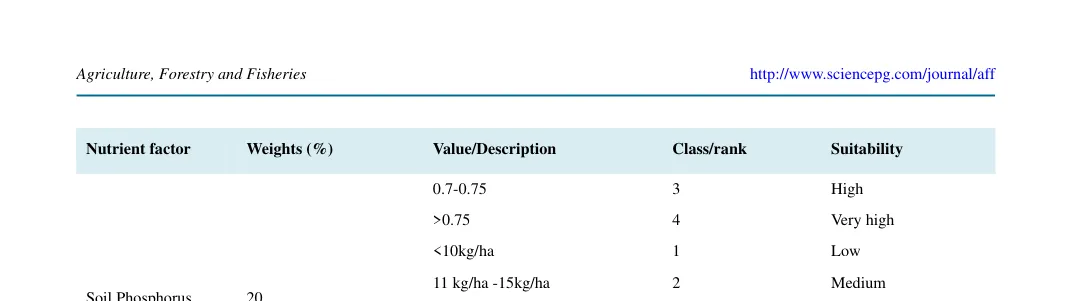 Agriculture, Forestry and Fisheries http://www.sciencepg.com/journal/aff
Nutrient factor Weights (%) Value/Description Class/rank Suitability
0.7-0.75 3 High
>0.75 4 Very high
<10kg/ha 1 Low
11 kg/ha -15kg/ha 2 Medium
Soil Phosphorus 20